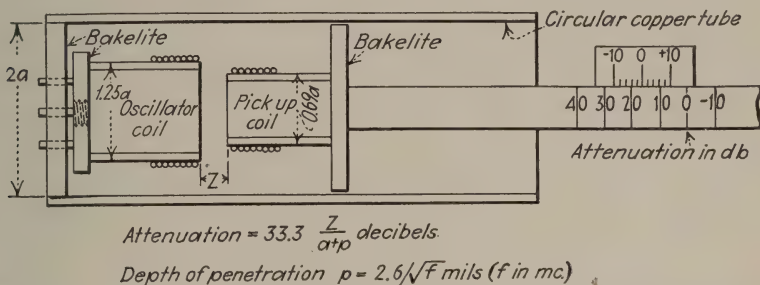 Bakelite
Circular copper tube
Bakelite
2a
1.25a
Oscillator
coil
Pick up
coil
0.69a
Z
-10 0 +10
40 30 20 10 0 -10
Attenuation in db
Attenuation = 33.3 Z/a+p decibels
Depth of penetration p = 2.6/√f mils (f in mc.)